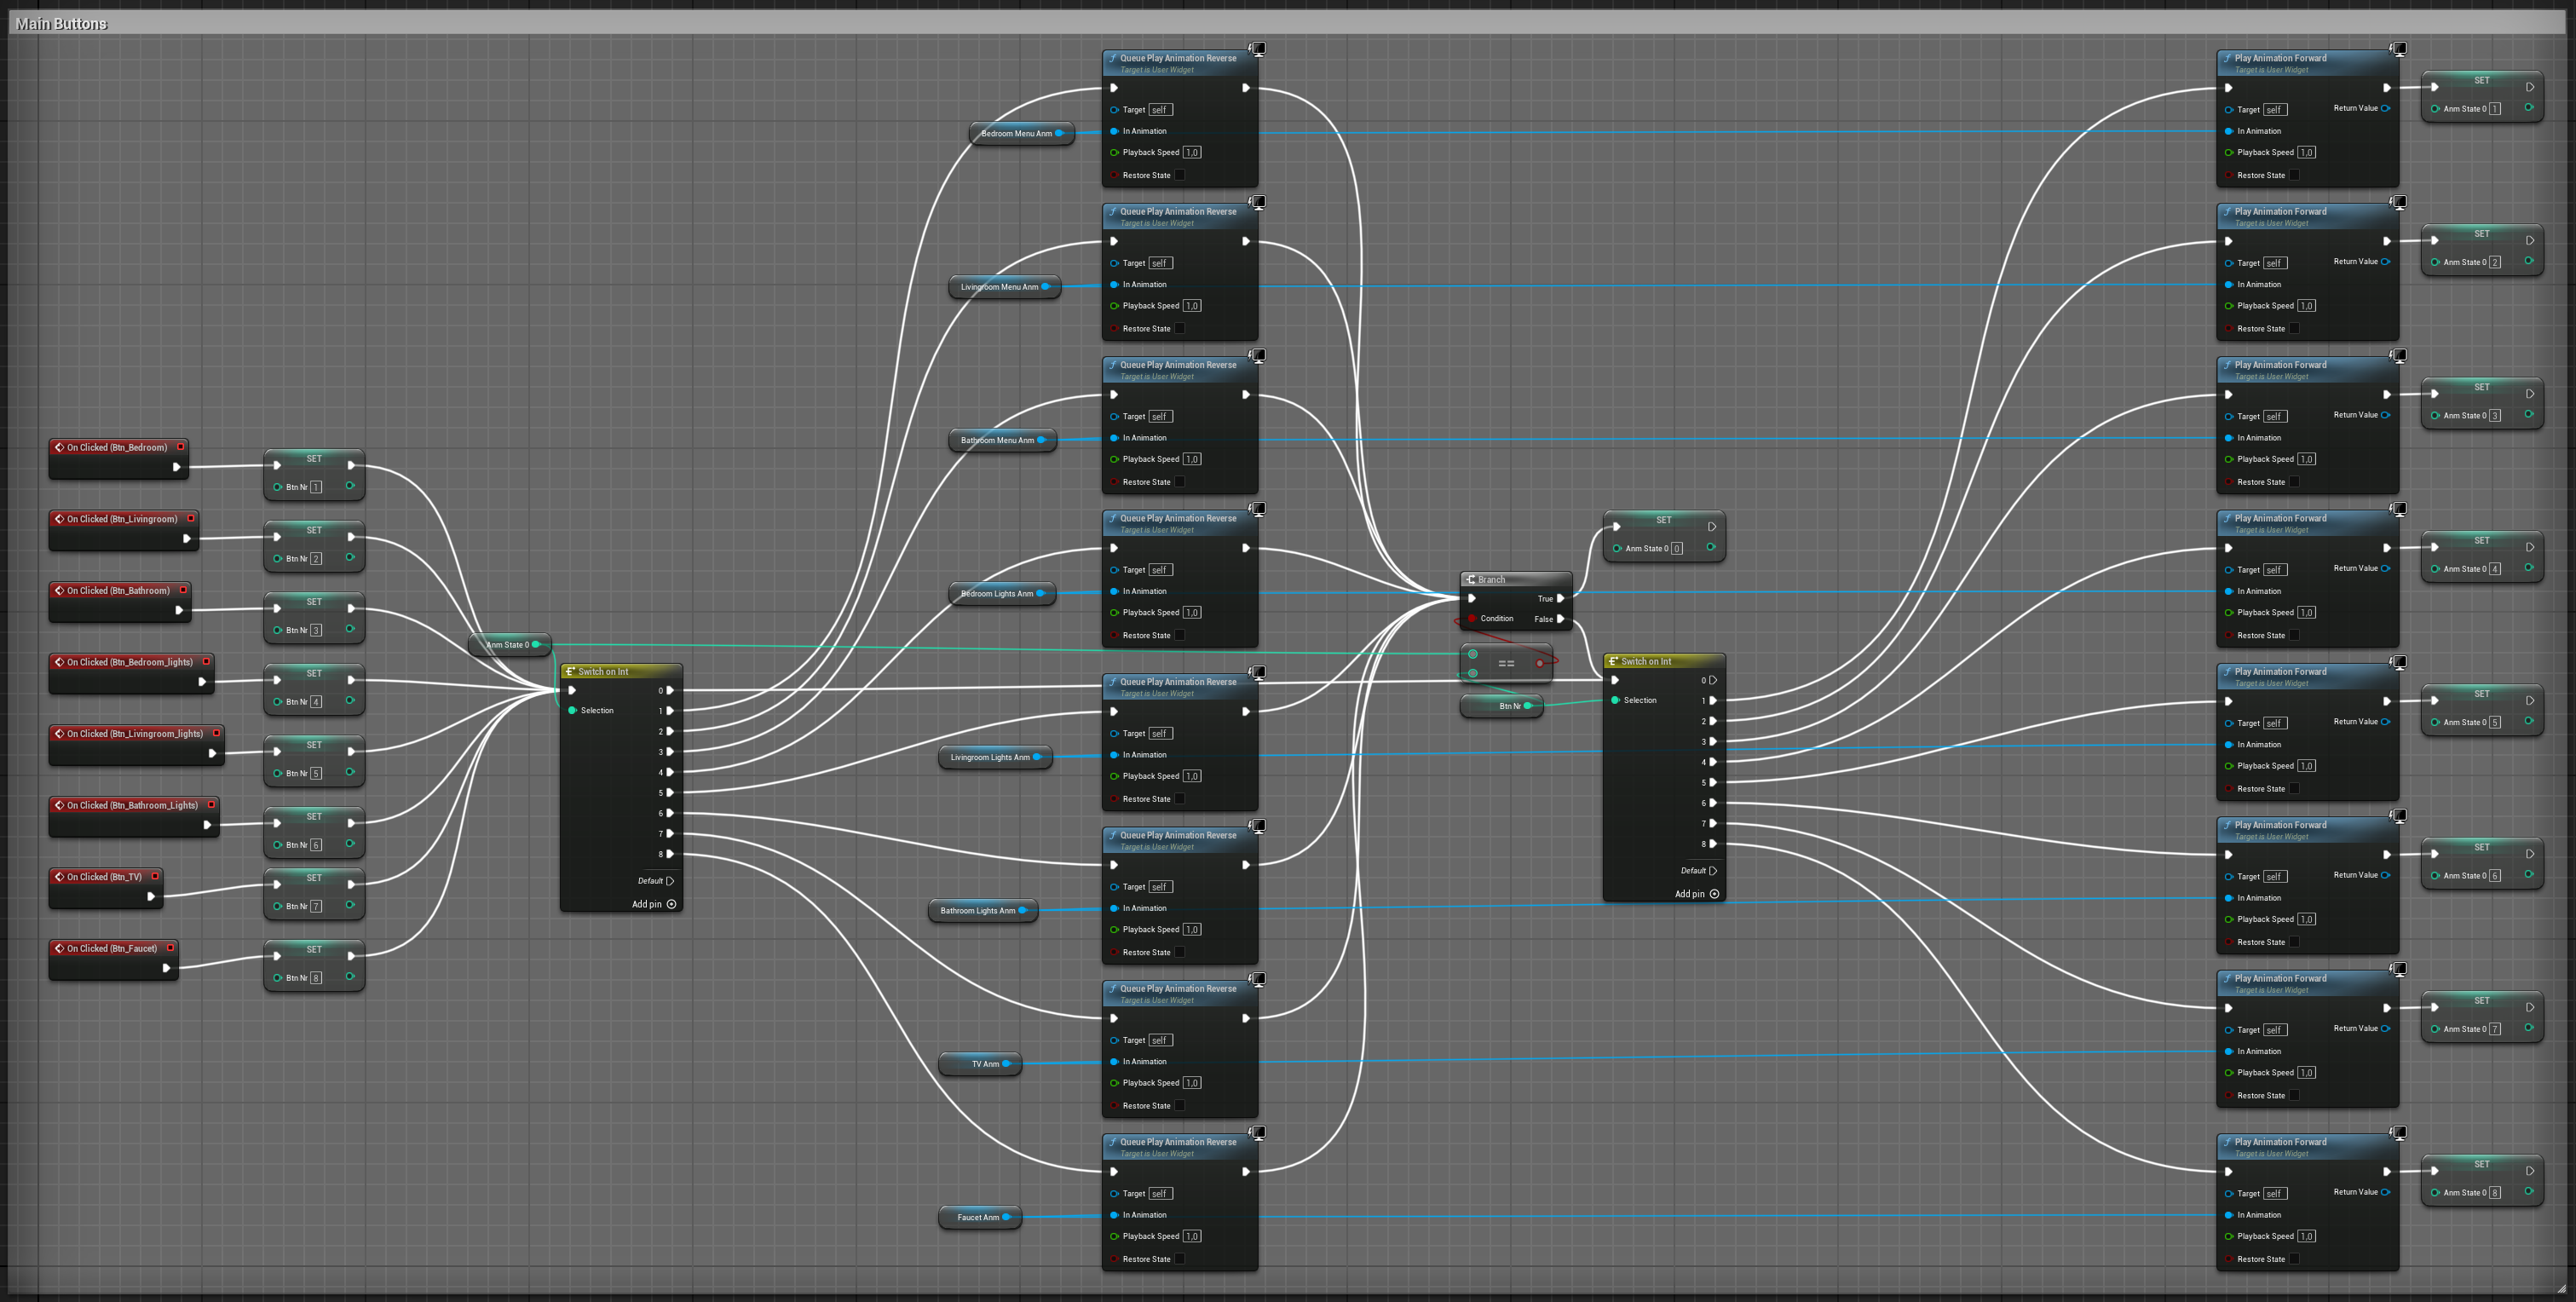 Main Buttons
On Clicked (Btn_Bedroom)
SET
Btn Nr 1
On Clicked (Btn_Livingroom)
SET
Btn Nr 2
On Clicked (Btn_Bathroom)
SET
Btn Nr 3
On Clicked (Btn_Bedroom_lights)
SET
Btn Nr 4
On Clicked (Btn_Livingroom_lights)
SET
Btn Nr 5
On Clicked (Btn_Bathroom_Lights)
SET
Btn Nr 6
On Clicked (Btn_TV)
SET
Btn Nr 7
On Clicked (Btn_Faucet)
SET
Btn Nr 8
Anm State 0
Switch on Int
0
Selection 1
2
3
4
5
6
7
8
Default
Add pin
Queue Play Animation Reverse
Target is User Widget
Target self
Bedroom Menu Anm
In Animation
Playback Speed 1,0
Restore State
Queue Play Animation Reverse
Target is User Widget
Target self
Livingroom Menu Anm
In Animation
Playback Speed 1,0
Restore State
Queue Play Animation Reverse
Target is User Widget
Target self
Bathroom Menu Anm
In Animation
Playback Speed 1,0
Restore State
Queue Play Animation Reverse
Target is User Widget
Target self
Bedroom Lights Anm
In Animation
Playback Speed 1,0
Restore State
Queue Play Animation Reverse
Target is User Widget
Target self
Livingroom Lights Anm
In Animation
Playback Speed 1,0
Restore State
Queue Play Animation Reverse
Target is User Widget
Target self
Bathroom Lights Anm
In Animation
Playback Speed 1,0
Restore State
Queue Play Animation Reverse
Target is User Widget
Target self
TV Anm
In Animation
Playback Speed 1,0
Restore State
Queue Play Animation Reverse
Target is User Widget
Target self
Faucet Anm
In Animation
Playback Speed 1,0
Restore State
Branch
True
Condition False
==
Btn Nr
SET
Anm State 0 0
Switch on Int
0
Selection 1
2
3
4
5
6
7
8
Default
Add pin
Play Animation Forward
Target is User Widget
Target self Return Value
In Animation
Playback Speed 1,0
Restore State
SET
Anm State 0 1
Play Animation Forward
Target is User Widget
Target self Return Value
In Animation
Playback Speed 1,0
Restore State
SET
Anm State 0 2
Play Animation Forward
Target is User Widget
Target self Return Value
In Animation
Playback Speed 1,0
Restore State
SET
Anm State 0 3
Play Animation Forward
Target is User Widget
Target self Return Value
In Animation
Playback Speed 1,0
Restore State
SET
Anm State 0 4
Play Animation Forward
Target is User Widget
Target self Return Value
In Animation
Playback Speed 1,0
Restore State
SET
Anm State 0 5
Play Animation Forward
Target is User Widget
Target self Return Value
In Animation
Playback Speed 1,0
Restore State
SET
Anm State 0 6
Play Animation Forward
Target is User Widget
Target self Return Value
In Animation
Playback Speed 1,0
Restore State
SET
Anm State 0 7
Play Animation Forward
Target is User Widget
Target self Return Value
In Animation
Playback Speed 1,0
Restore State
SET
Anm State 0 8